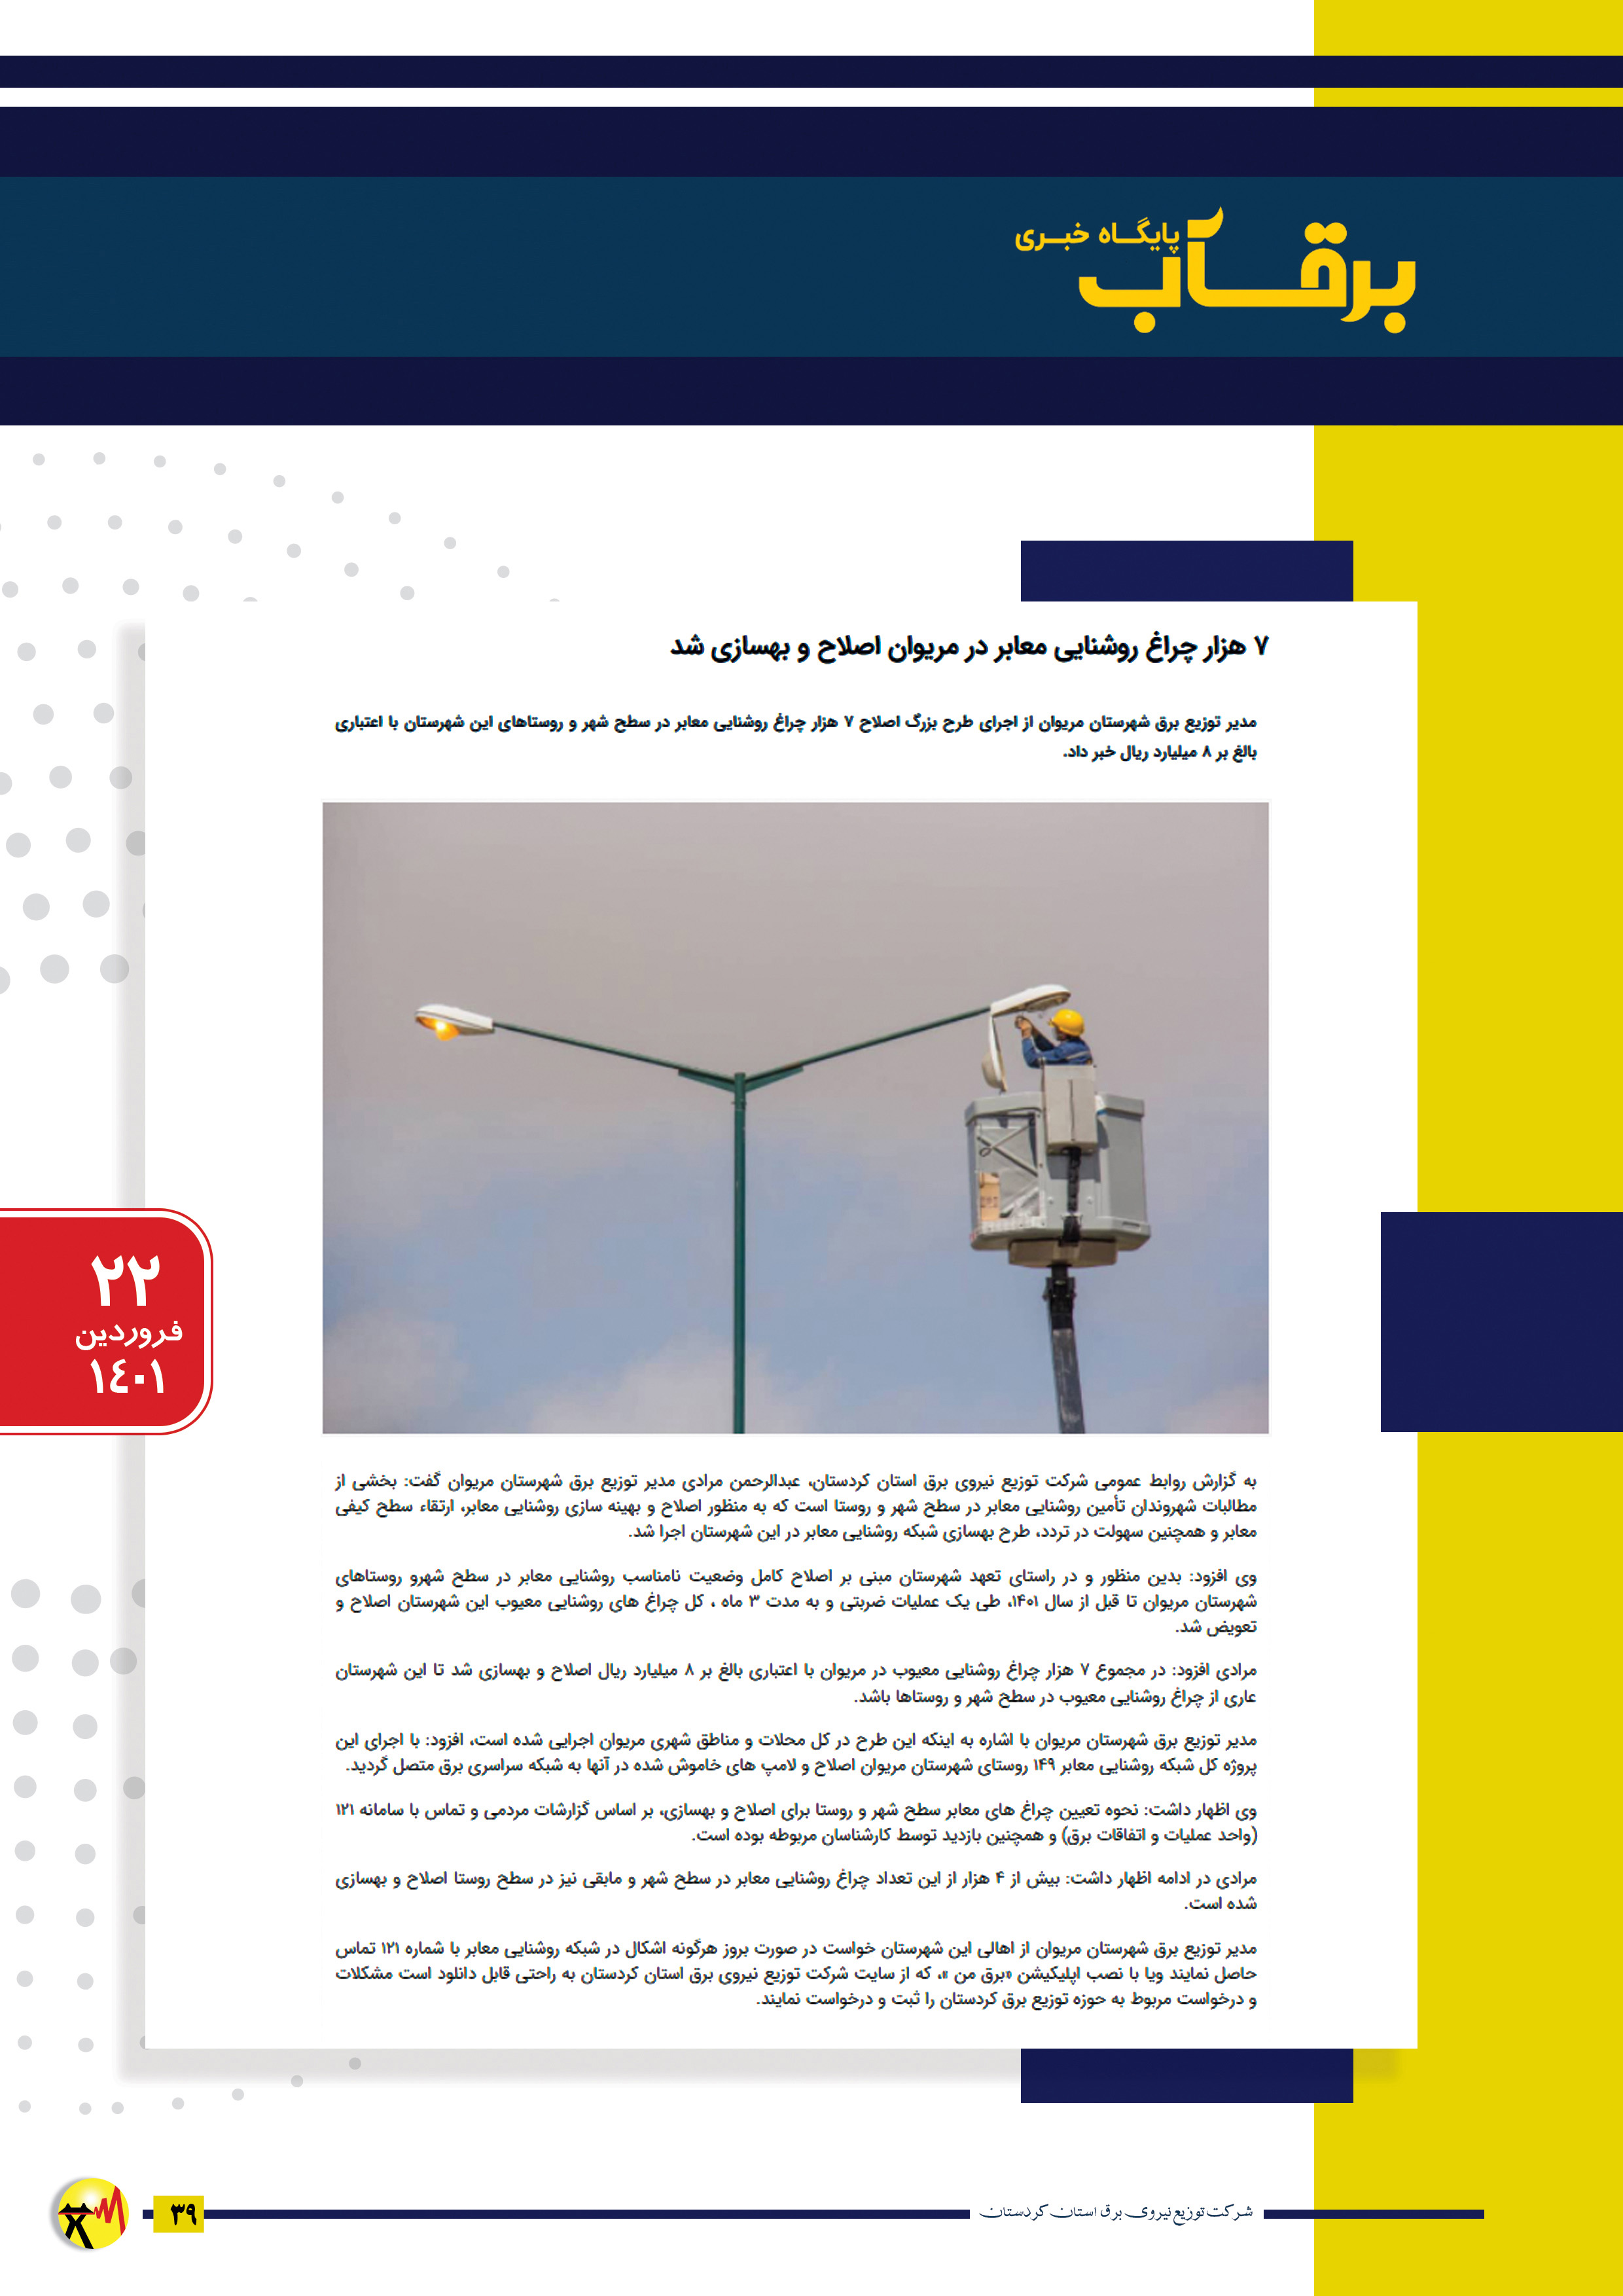 پایگاه خبری
برقاب
۷ هزار چراغ روشنایی معابر در مریوان اصلاح و بهسازی شد
مدیر توزیع برق شهرستان مریوان از اجرای طرح بزرگ اصلاح ۷ هزار چراغ روشنایی معابر در سطح شهر و روستاهای این شهرستان با اعتباری
بالغ بر ۸ میلیارد ریال خبر داد.
۲۲
فروردین
۱٤۰۱
به گزارش روابط عمومی شرکت توزیع نیروی برق استان کردستان، عبدالرحمن مرادی مدیر توزیع برق شهرستان مریوان گفت: بخشی از
مطالبات شهروندان تأمین روشنایی معابر در سطح شهر و روستا است که به منظور اصلاح و بهینه سازی روشنایی معابر، ارتقاء سطح کیفی
معابر و همچنین سهولت در تردد، طرح بهسازی شبکه روشنایی معابر در این شهرستان اجرا شد.
وی افزود: بدین منظور و در راستای تعهد شهرستان مبنی بر اصلاح کامل وضعیت نامناسب روشنایی معابر در سطح شهرو روستاهای
شهرستان مریوان تا قبل از سال ۱۴۰۱، طی یک عملیات ضربتی و به مدت ۳ ماه ، کل چراغ های روشنایی معیوب این شهرستان اصلاح و
تعویض شد.
مرادی افزود: در مجموع ۷ هزار چراغ روشنایی معیوب در مریوان با اعتباری بالغ بر ۸ میلیارد ریال اصلاح و بهسازی شد تا این شهرستان
عاری از چراغ روشنایی معیوب در سطح شهر و روستاها باشد.
مدیر توزیع برق شهرستان مریوان با اشاره به اینکه این طرح در کل محلات و مناطق شهری مریوان اجرایی شده است، افزود: با اجرای این
پروژه کل شبکه روشنایی معابر ۱۴۹ روستای شهرستان مریوان اصلاح و لامپ های خاموش شده در آنها به شبکه سراسری برق متصل گردید.
وی اظهار داشت: نحوه تعیین چراغ های معابر سطح شهر و روستا برای اصلاح و بهسازی، بر اساس گزارشات مردمی و تماس با سامانه ۱۲۱
(واحد عملیات و اتفاقات برق) و همچنین بازدید توسط کارشناسان مربوطه بوده است.
مرادی در ادامه اظهار داشت: بیش از ۴ هزار از این تعداد چراغ روشنایی معابر در سطح شهر و مابقی نیز در سطح روستا اصلاح و بهسازی
شده است.
مدیر توزیع برق شهرستان مریوان از اهالی این شهرستان خواست در صورت بروز هرگونه اشکال در شبکه روشنایی معابر با شماره ۱۲۱ تماس
حاصل نمایند ویا با نصب اپلیکیشن «برق من »، که از سایت شرکت توزیع نیروی برق استان کردستان به راحتی قابل دانلود است مشکلات
و درخواست مربوط به حوزه توزیع برق کردستان را ثبت و درخواست نمایند.
شرکت توزیع نیروی برق استان کردستان
۳۹